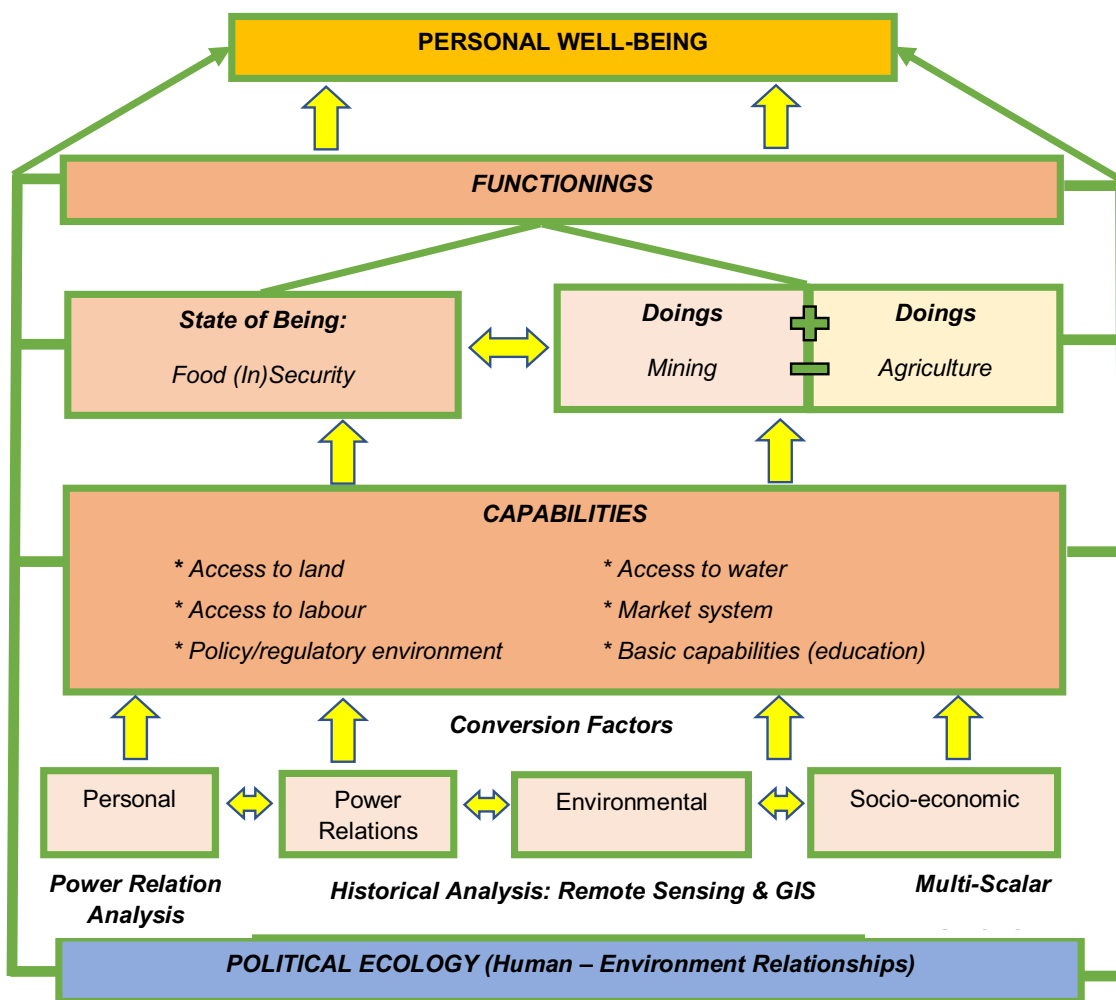 PERSONAL WELL-BEING
FUNCTIONINGS
State of Being:
Food (In)Security
Doings
Mining
Doings
Agriculture
CAPABILITIES
* Access to land
* Access to water
* Access to labour
* Market system
* Policy/regulatory environment
* Basic capabilities (education)
Conversion Factors
Personal
Power
Relations
Environmental
Socio-economic
Power Relation
Analysis
Historical Analysis: Remote Sensing & GIS
Multi-Scalar
POLITICAL ECOLOGY (Human – Environment Relationships)